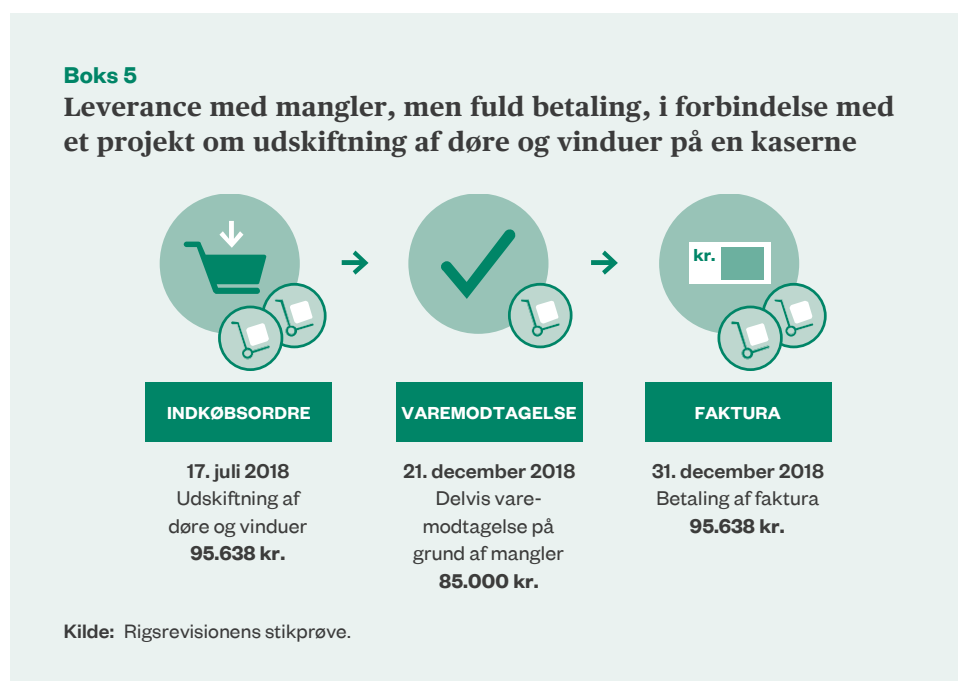 Boks 5
Leverance med mangler, men fuld betaling, i forbindelse med
et projekt om udskiftning af døre og vinduer på en kaserne
kr.
INDKØBSORDRE
17. juli 2018
Udskiftning af
døre og vinduer
95.638 kr.
VAREMODTAGELSE
21. december 2018
Delvis vare-
modtagelse på
grund af mangler
85.000 kr.
FAKTURA
31. december 2018
Betaling af faktura
95.638 kr.
Kilde: Rigsrevisionens stikprøve.